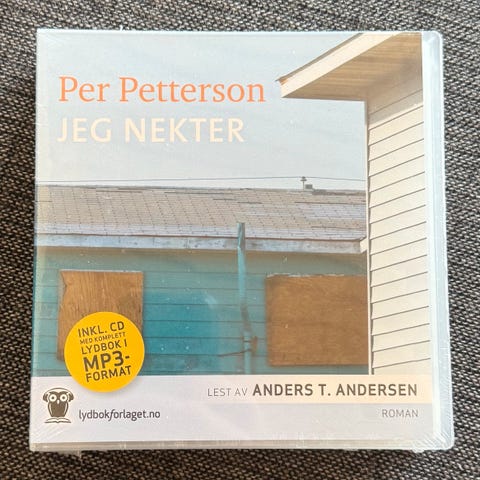 Per Petterson
JEG NEKTER
INKL. CD
MED KOMPLETT
LYDBOK I
MP3-
FORMAT
LEST AV ANDERS T. ANDERSEN
lydbokforlaget.no
ROMAN